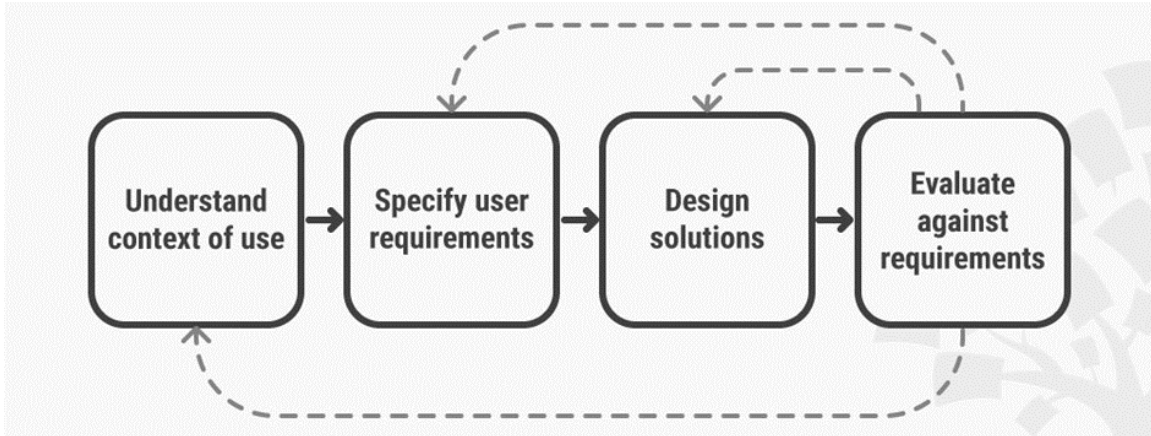 Understand
context of use
Specify user
requirements
Design
solutions
Evaluate
against
requirements